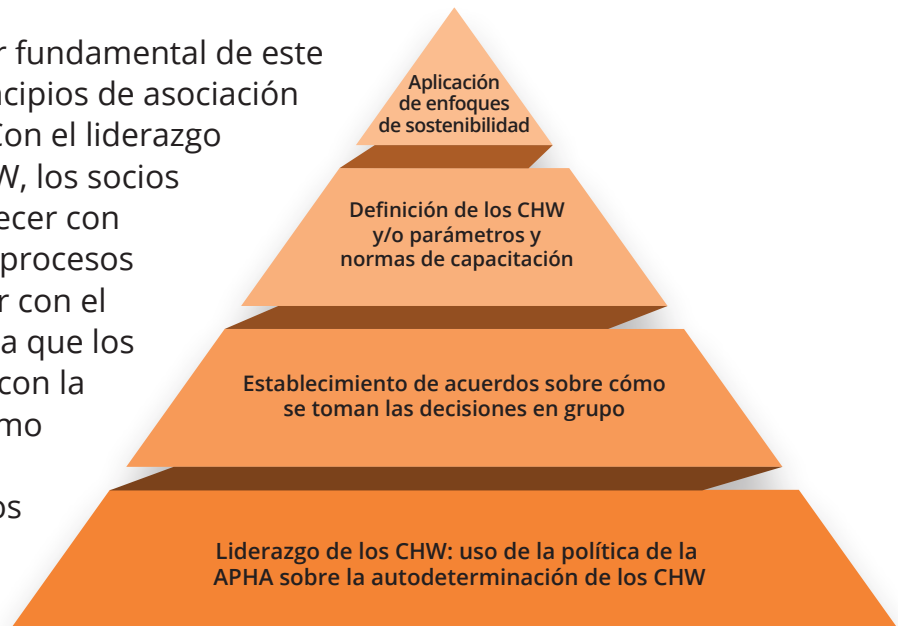 r fundamental de este
ncipios de asociación
Con el liderazgo
W, los socios
ecer con
procesos
r con el
a que los
con la
mo
os
Aplicación
de enfoques
de sostenibilidad
Definición de los CHW
y/o parámetros y
normas de capacitación
Establecimiento de acuerdos sobre cómo
se toman las decisiones en grupo
Liderazgo de los CHW: uso de la política de la
APHA sobre la autodeterminación de los CHW